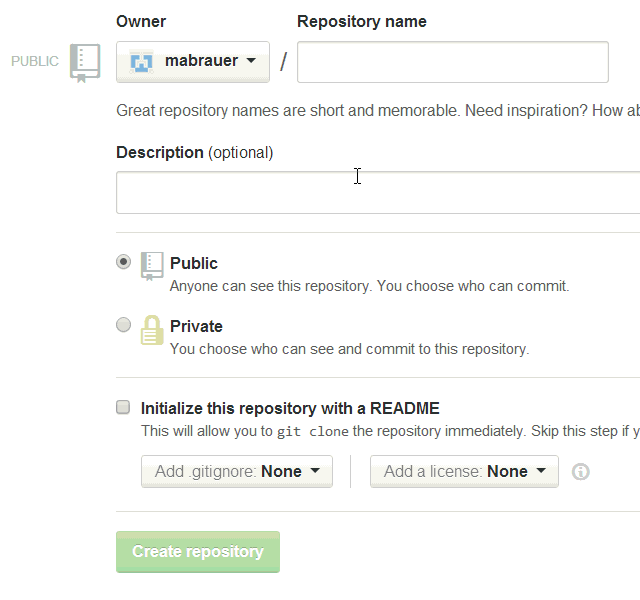 Owner Repository name
PUBLIC mabrauer /
Great repository names are short and memorable. Need inspiration? How
Description (optional)
Public
Anyone can see this repository. You choose who can commit.
Private
You choose who can see and commit to this repository.
Initialize this repository with a README
This will allow you to git clone the repository immediately. Skip this step if
Add .gitignore: None Add a license: None
Create repository